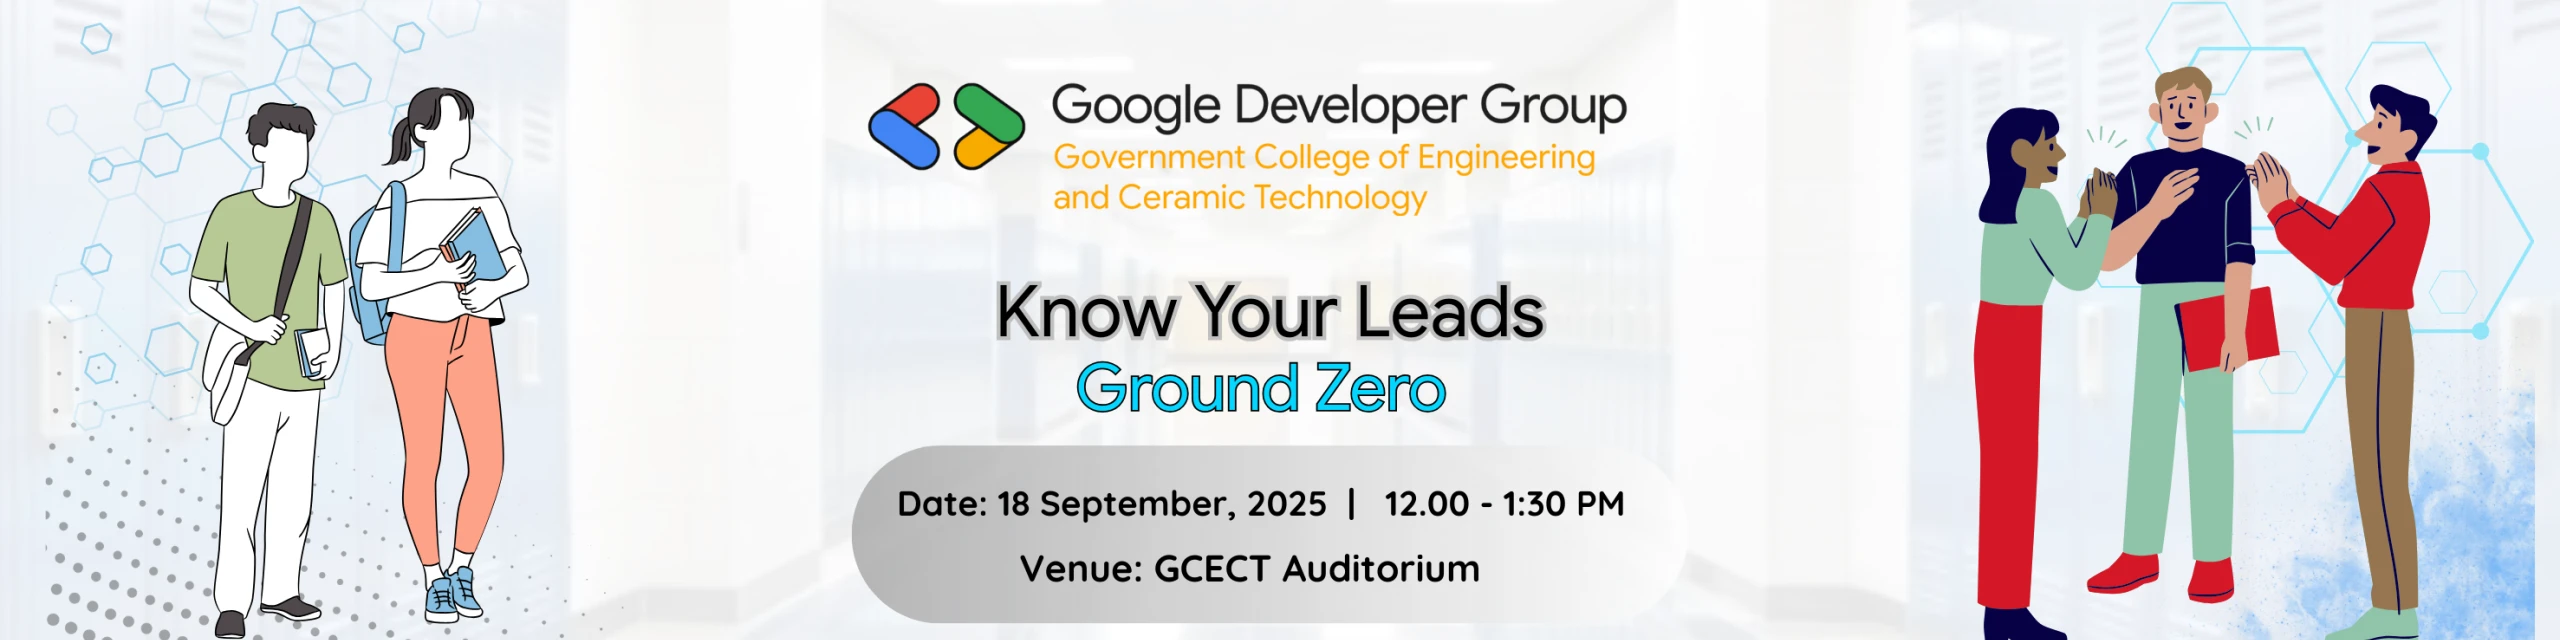 Google Developer Group
Government College of Engineering
and Ceramic Technology
Know Your Leads
Ground Zero
Date: 18 September, 2025 | 12.00 - 1:30 PM
Venue: GCECT Auditorium